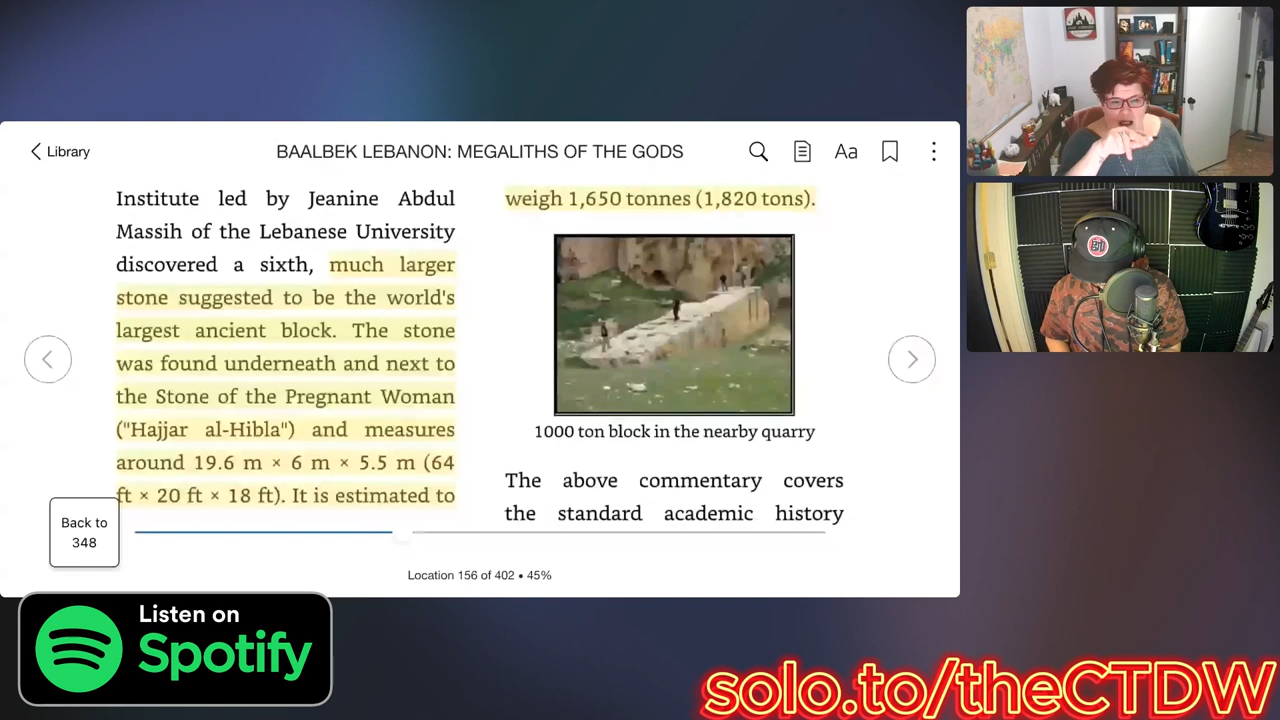 Library
BAALBEK LEBANON: MEGALITHS OF THE GODS
Aa
Institute led by Jeanine Abdul
Massih of the Lebanese University
discovered a sixth, much larger
stone suggested to be the world's
largest ancient block. The stone
was found underneath and next to
the Stone of the Pregnant Woman
("Hajjar al-Hibla") and measures
around 19.6 m × 6 m × 5.5 m (64
ft × 20 ft × 18 ft). It is estimated to
weigh 1,650 tonnes (1,820 tons).
1000 ton block in the nearby quarry
The above commentary covers
the standard academic history
Back to
348
Location 156 of 402 • 45%
Listen on
Spotify
solo.to/theCTDW